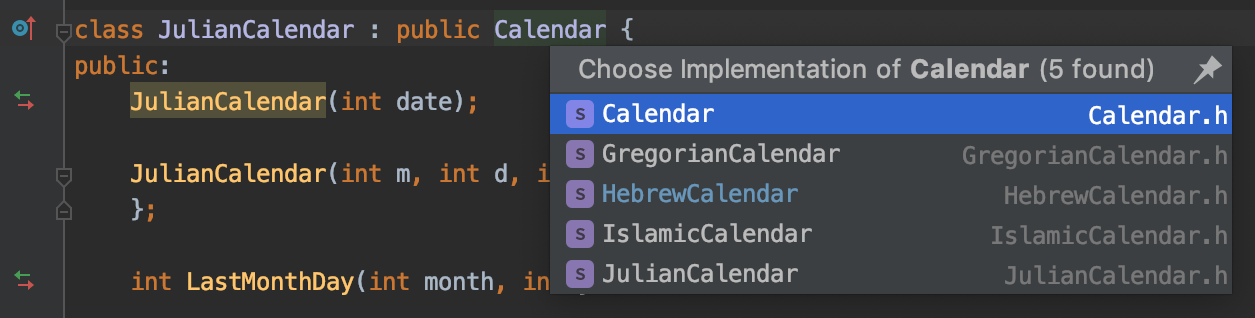 class JulianCalendar : public Calendar {
public:
Choose Implementation of Calendar (5 found)
JulianCalendar(int date);
S Calendar Calendar.h
S GregorianCalendar GregorianCalendar.h
JulianCalendar(int m, int d, i
S HebrewCalendar HebrewCalendar.h
};
S IslamicCalendar IslamicCalendar.h
S JulianCalendar JulianCalendar.h
int LastMonthDay(int month, in